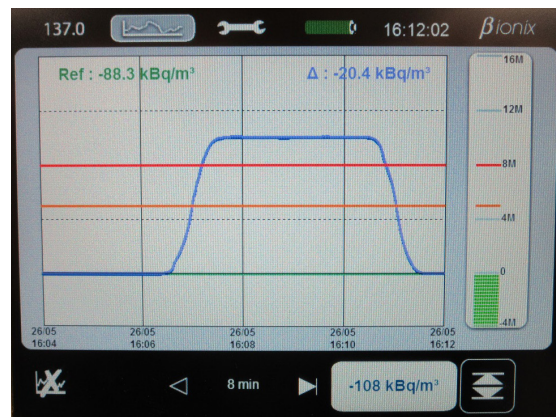 137.0
16:12:02
βionix
Ref : -88.3 kBq/m³
Δ : -20.4 kBq/m³
16M
12M
8M
4M
0
-4M
26/05 26/05 26/05 26/05 26/05
16:04 16:06 16:08 16:10 16:12
8 min
-108 kBq/m³